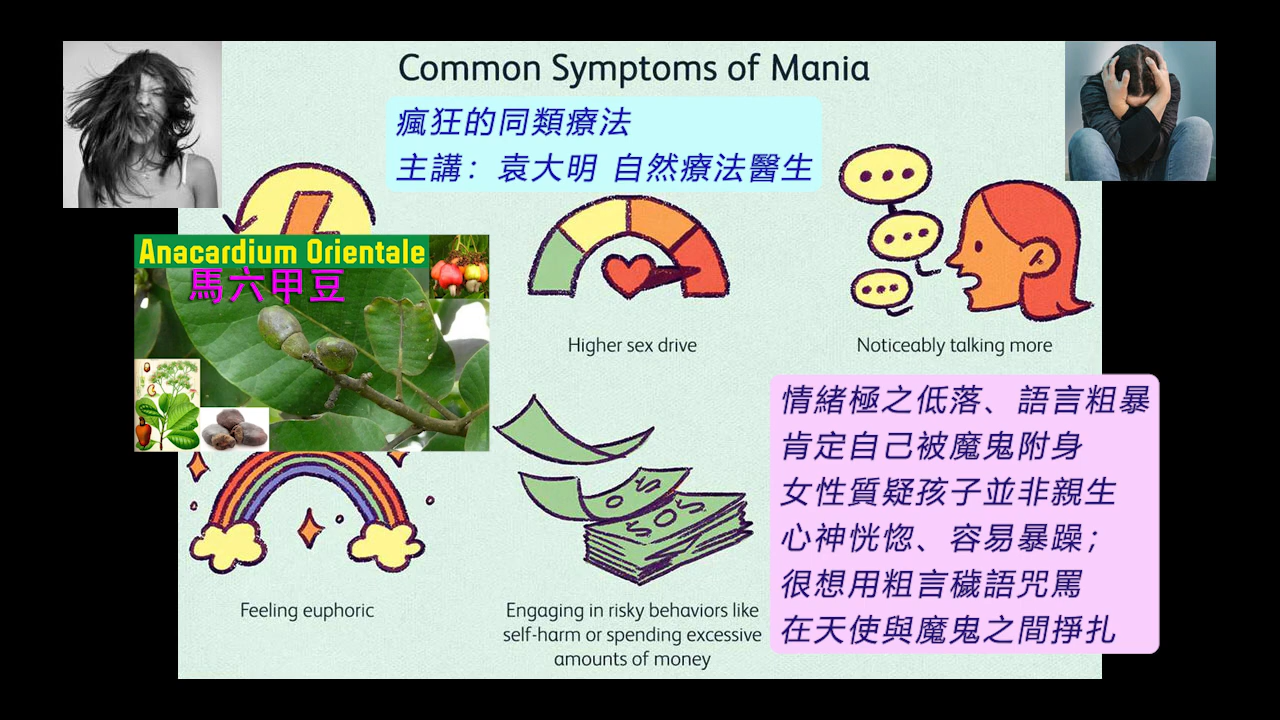 Common Symptoms of Mania
瘋狂的同類療法
主講：袁大明 自然療法醫生
Anacardium Orientale
馬六甲豆
Higher sex drive
Noticeably talking more
情緒極之低落、語言粗暴
肯定自己被魔鬼附身
女性質疑孩子並非親生
心神恍惚、容易暴躁；
很想用粗言穢語咒罵
在天使與魔鬼之間掙扎
Feeling euphoric
Engaging in risky behaviors like
self-harm or spending excessive
amounts of money